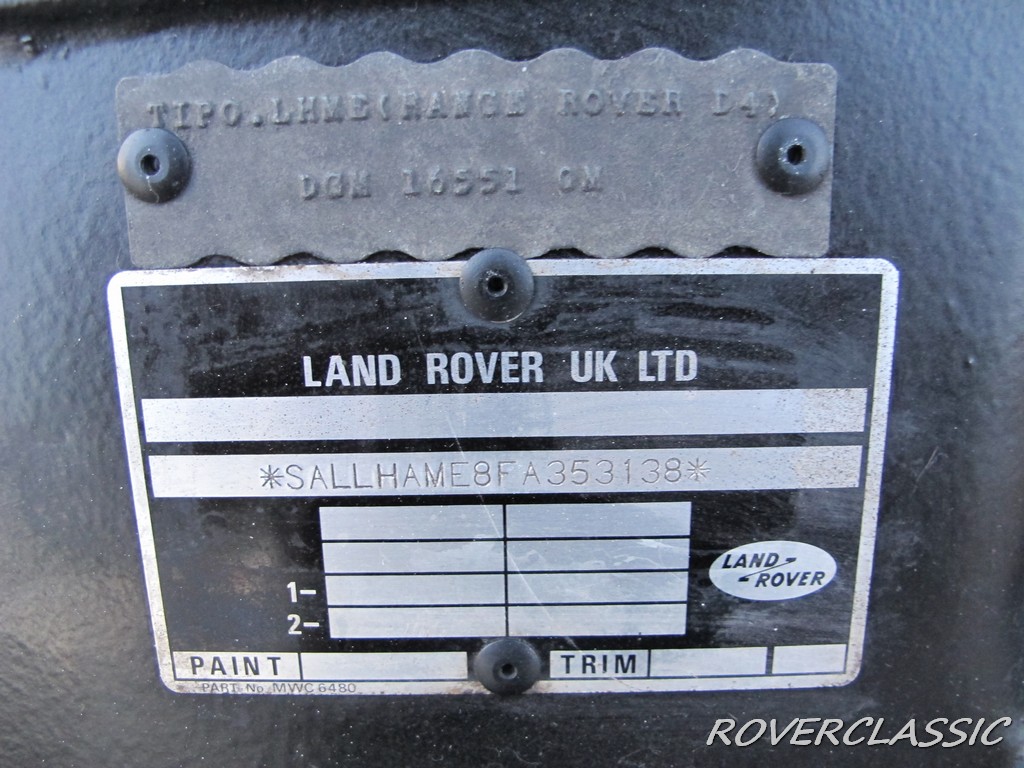 TIPO.LHME(RANGE ROVER D4)
DGM 16551 OM
LAND ROVER UK LTD
*SALLHAME8FA353138*
1-
2-
LAND
ROVER
PAINT
TRIM
PART No. MWC 6480
ROVERCLASSIC